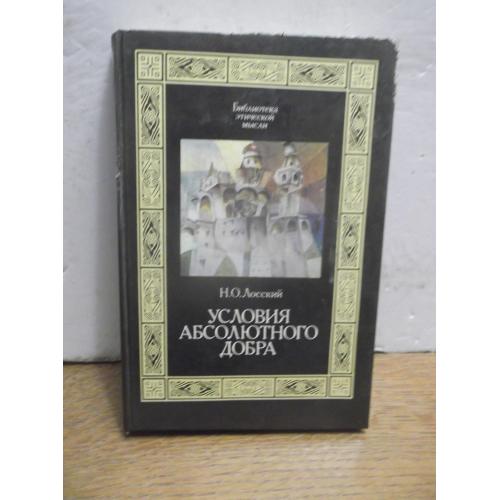 Библиотека
этической
мысли
Н.О.Лосский
УСЛОВИЯ
АБСОЛЮТНОГО
ДОБРА